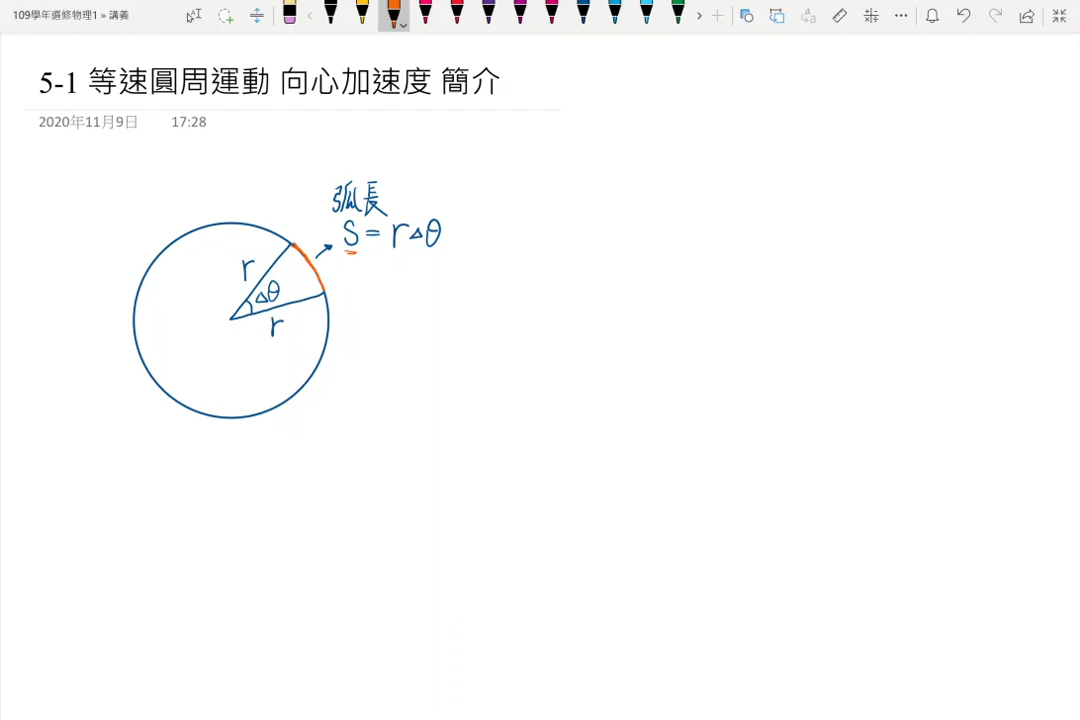 109學年選修物理1 » 講義
5-1 等速圓周運動 向心加速度 簡介
2020年11月9日 17:28
弧長
S = rΔθ
r
Δθ
r